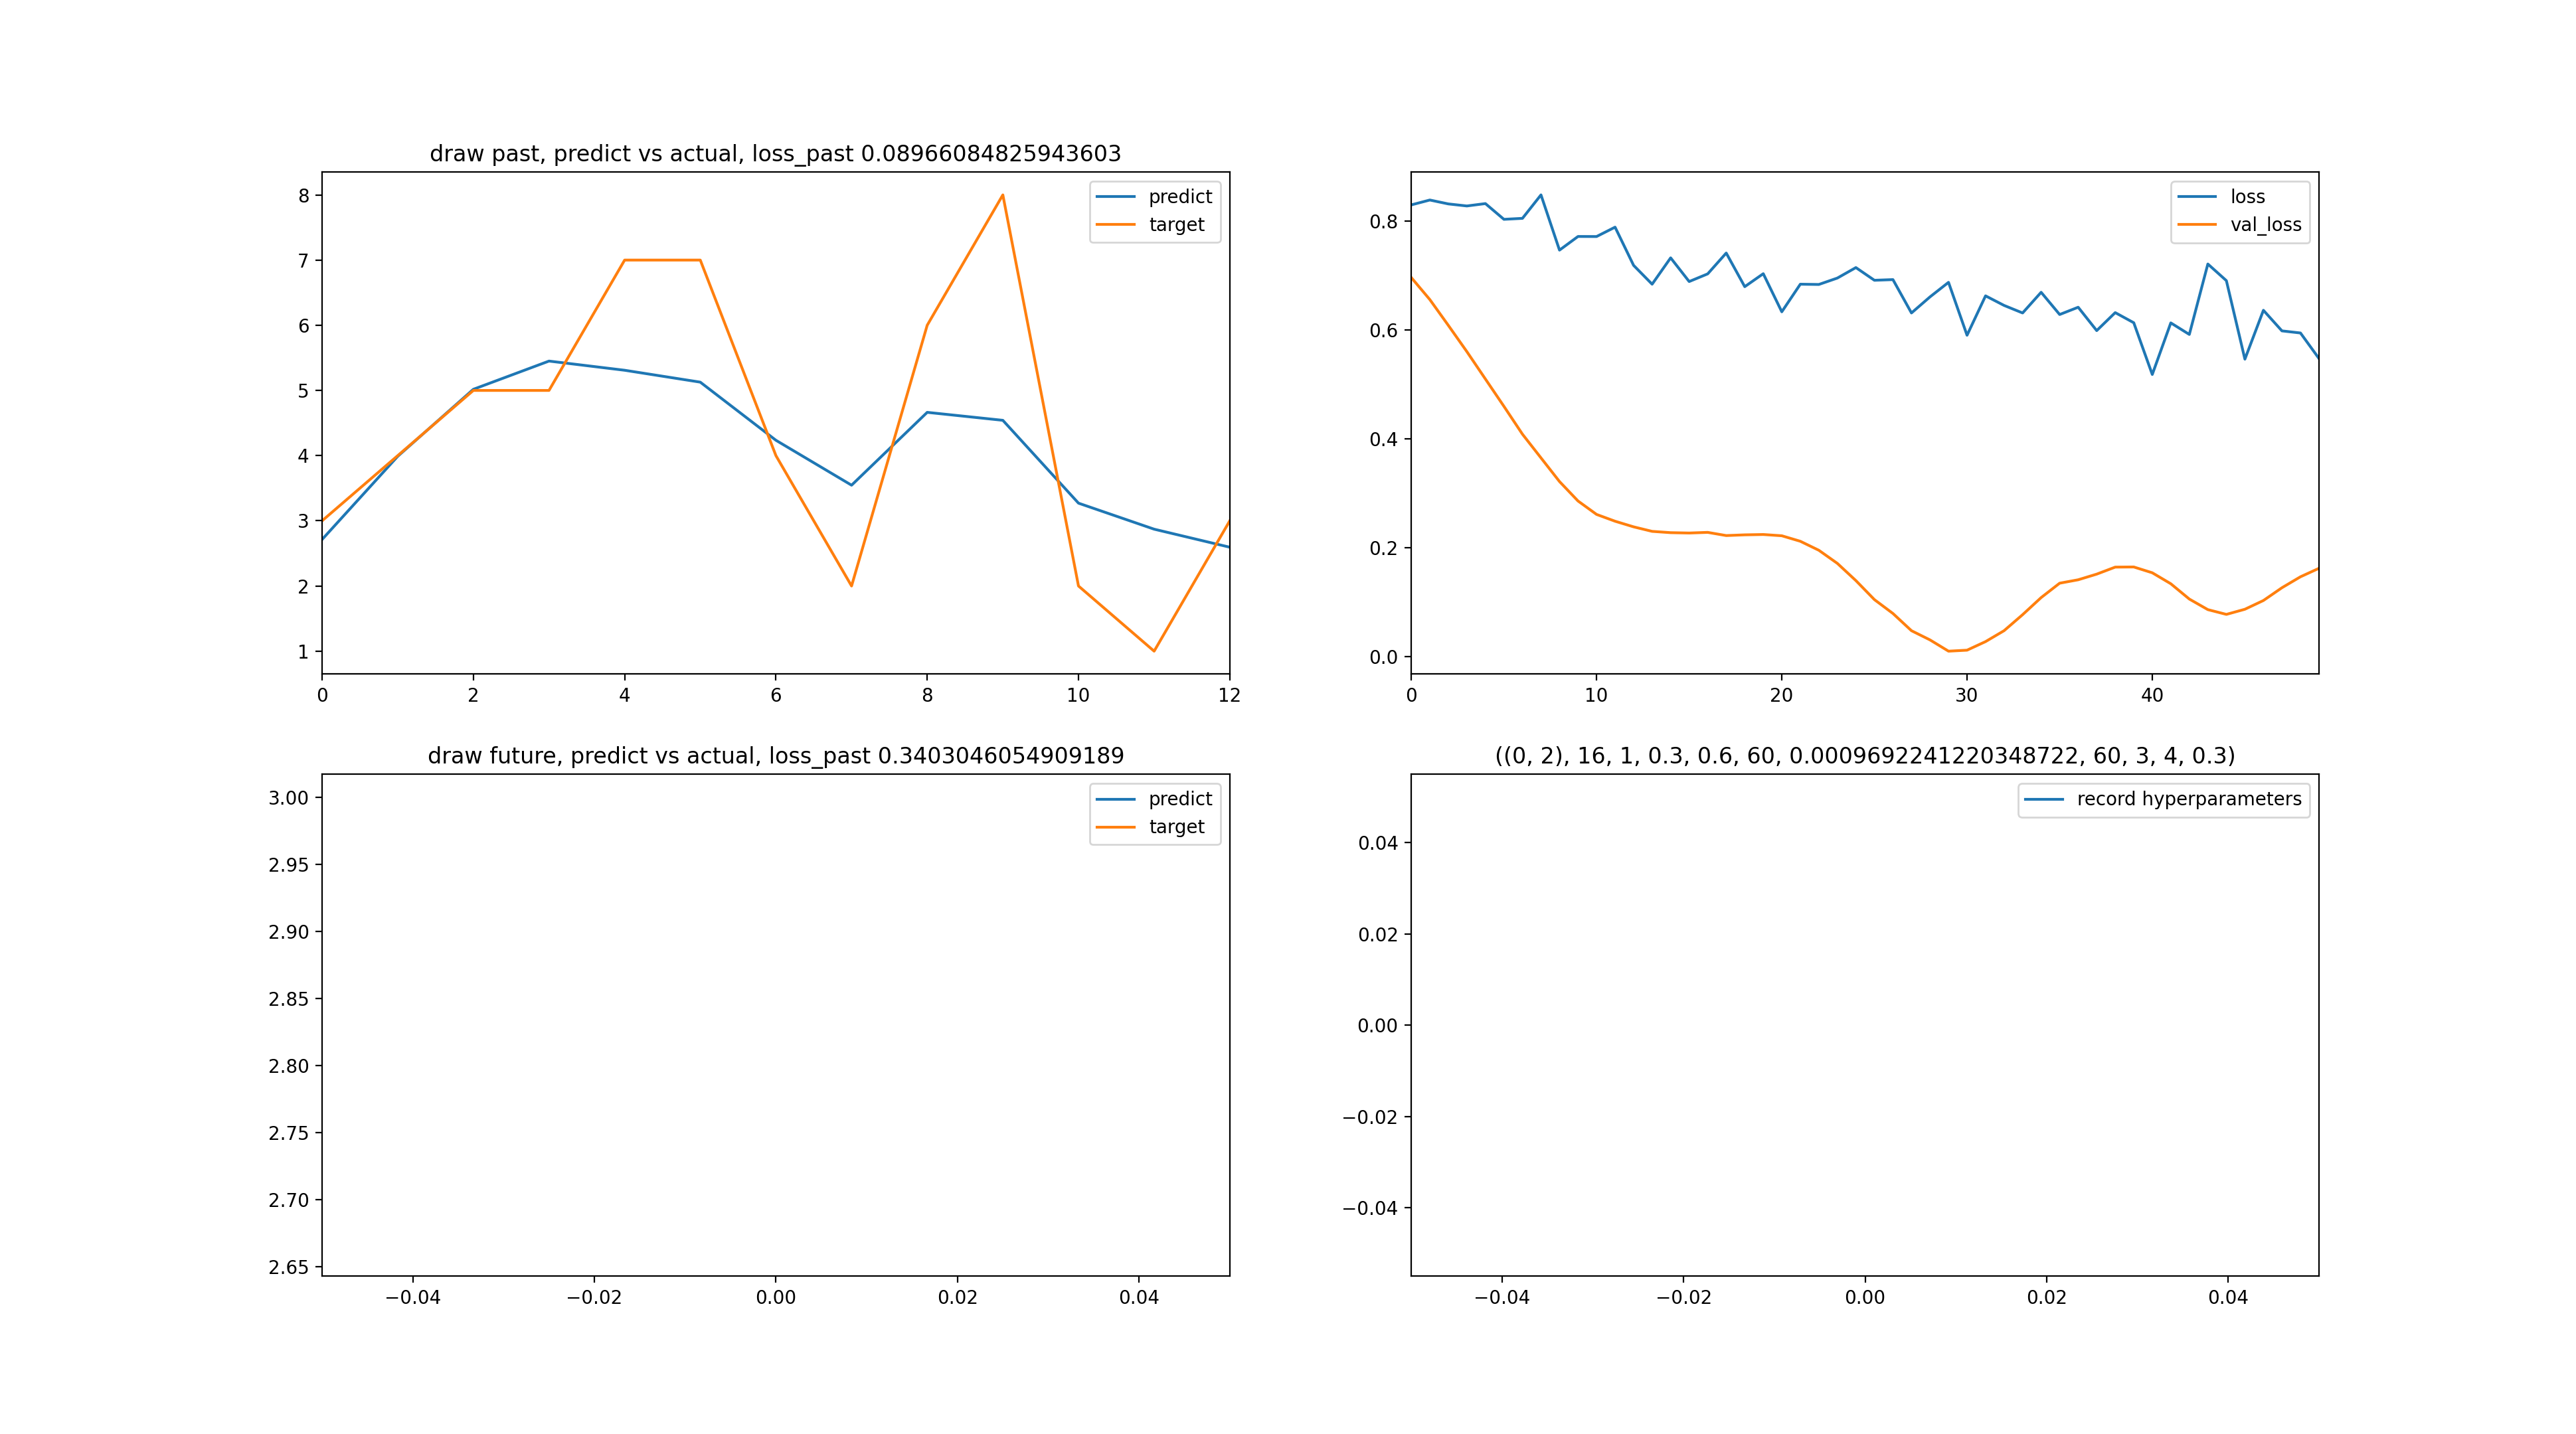 draw past, predict vs actual, loss_past 0.08966084825943603
predict
target
8
7
6
5
4
3
2
1
0 2 4 6 8 10 12
loss
val_loss
0.8
0.6
0.4
0.2
0.0
0 10 20 30 40
draw future, predict vs actual, loss_past 0.3403046054909189
predict
target
3.00
2.95
2.90
2.85
2.80
2.75
2.70
2.65
−0.04 −0.02 0.00 0.02 0.04
((0, 2), 16, 1, 0.3, 0.6, 60, 0.0009692241220348722, 60, 3, 4, 0.3)
record hyperparameters
0.04
0.02
0.00
−0.02
−0.04
−0.04 −0.02 0.00 0.02 0.04